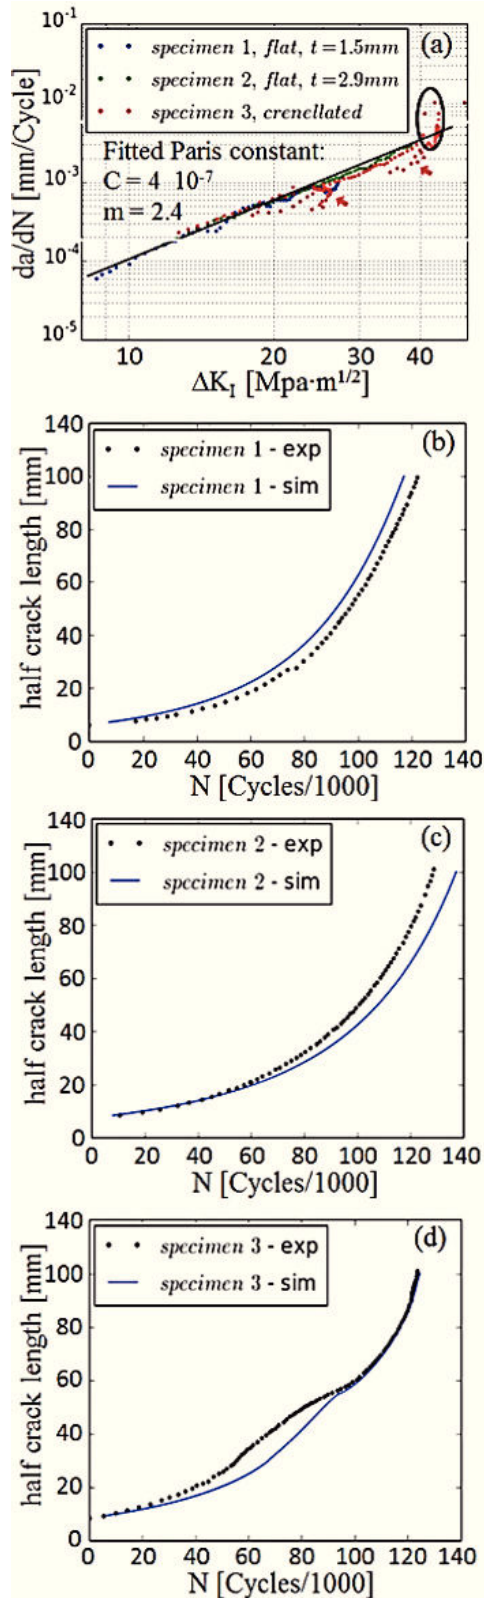 10⁻¹
specimen 1, flat, t=1.5mm
(a)
specimen 2, flat, t=2.9mm
10⁻²
specimen 3, crenellated
Fitted Paris constant:
C = 4 10⁻⁷
10⁻³
m = 2.4
10⁻⁴
10⁻⁵
da/dN [mm/Cycle]
10 20 30 40
ΔK_I [Mpa·m^1/2]
140
(b)
specimen 1 - exp
120
specimen 1 - sim
100
80
60
40
20
0
half crack length [mm]
0 20 40 60 80 100 120 140
N [Cycles/1000]
140
(c)
specimen 2 - exp
120
specimen 2 - sim
100
80
60
40
20
0
half crack length [mm]
0 20 40 60 80 100 120 140
N [Cycles/1000]
140
(d)
specimen 3 - exp
120
specimen 3 - sim
100
80
60
40
20
0
half crack length [mm]
0 20 40 60 80 100 120 140
N [Cycles/1000]